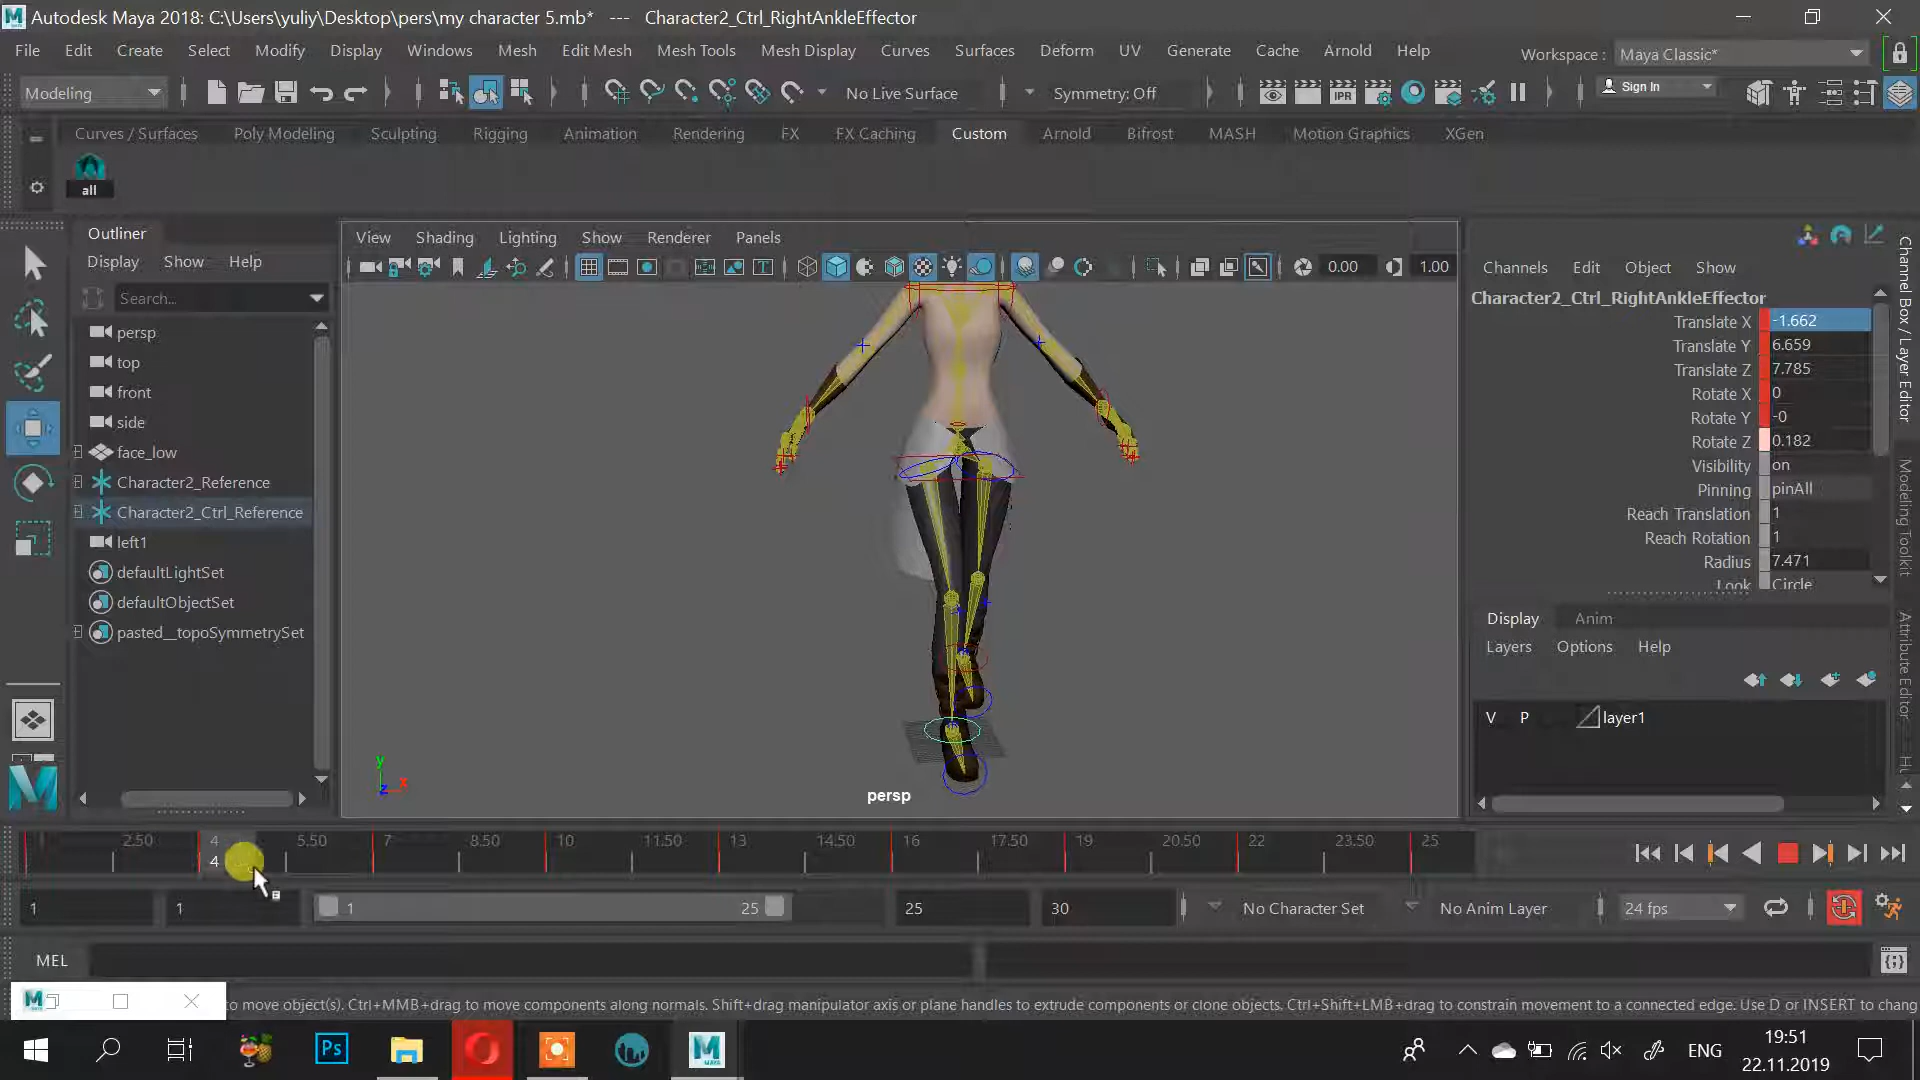 Autodesk Maya 2018: C:\Users\yuliy\Desktop\pers\my character 5.mb* --- Character2_Ctrl_RightAnkleEffector
File Edit Create Select Modify Display Windows Mesh Edit Mesh Mesh Tools Mesh Display Curves Surfaces Deform UV Generate Cache Arnold Help Workspace : Maya Classic*
Modeling No Live Surface Symmetry: Off IPR Sign In
Curves / Surfaces Poly Modeling Sculpting Rigging Animation Rendering FX FX Caching Custom Arnold Bifrost MASH Motion Graphics XGen
all
Outliner
Display Show Help
Search...
persp
top
front
side
face_low
Character2_Reference
Character2_Ctrl_Reference
left1
defaultLightSet
defaultObjectSet
pasted__topoSymmetrySet
View Shading Lighting Show Renderer Panels
0.00 1.00
y
x
z
persp
Channels Edit Object Show
Character2_Ctrl_RightAnkleEffector
Translate X -1.662
Translate Y 6.659
Translate Z 7.785
Rotate X 0
Rotate Y -0
Rotate Z 0.182
Visibility on
Pinning pinAll
Reach Translation 1
Reach Rotation 1
Radius 7.471
Look Circle
Display Anim
Layers Options Help
V P layer1
Channel Box / Layer Editor
Modeling Toolkit
Attribute Editor
2.50 4 5.50 7 8.50 10 11.50 13 14.50 16 17.50 19 20.50 22 23.50 25
4
1 1 1 25 25 30 No Character Set No Anim Layer 24 fps
MEL
to move object(s). Ctrl+MMB+drag to move components along normals. Shift+drag manipulator axis or plane handles to extrude components or clone objects. Ctrl+Shift+LMB+drag to constrain movement to a connected edge. Use D or INSERT to chang
Ps
MAYA
ENG
19:51
22.11.2019